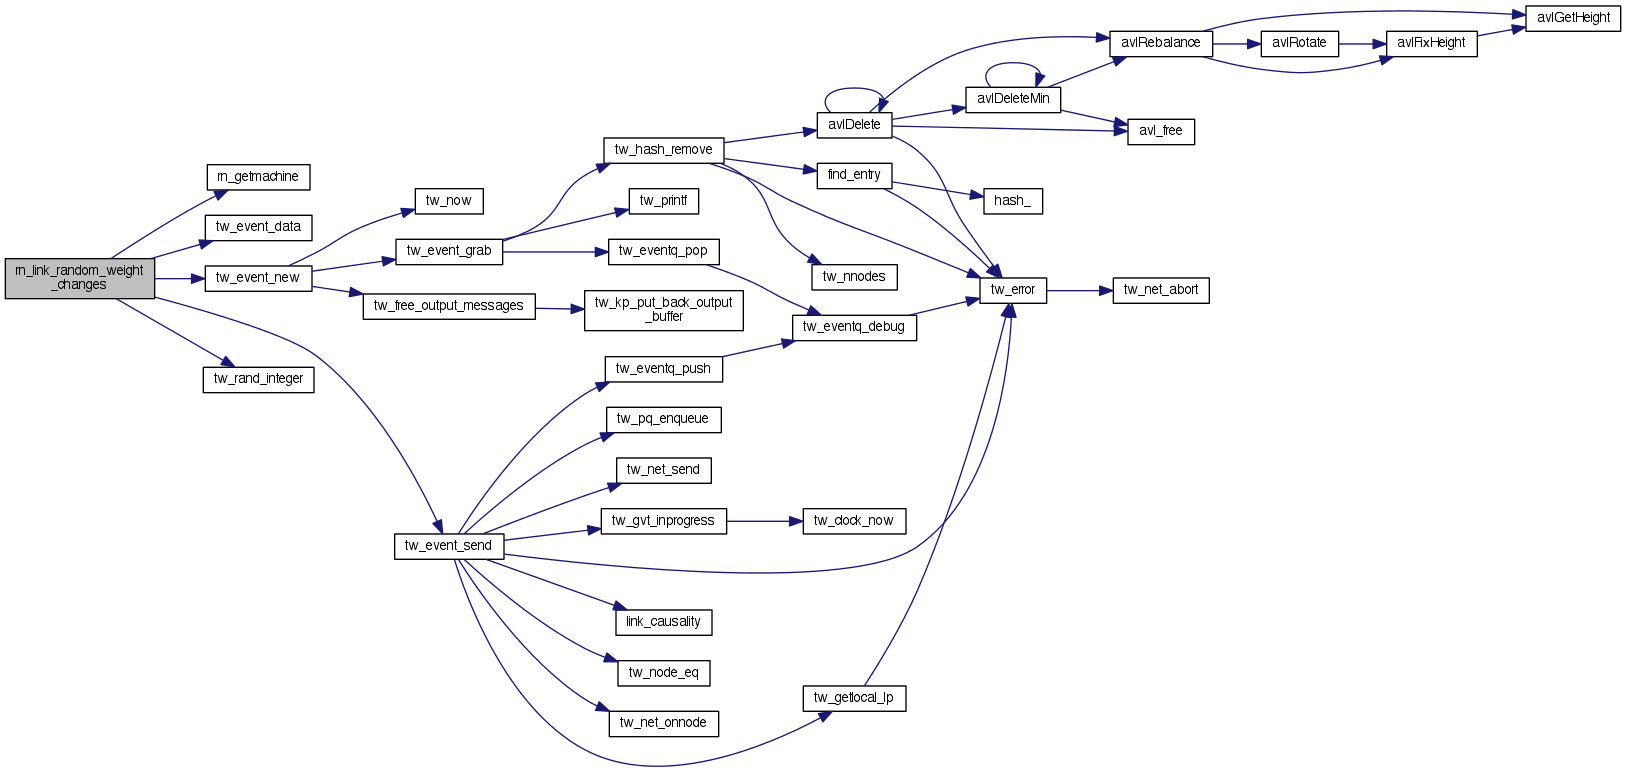 avlGetHeight
avlRebalance
avlRotate
avlFixHeight
avlDeleteMin
avlDelete
avl_free
tw_hash_remove
rn_getmachine
find_entry
tw_now
tw_printf
hash_
tw_event_data
tw_event_grab
tw_eventq_pop
rn_link_random_weight
_changes
tw_event_new
tw_nnodes
tw_error
tw_net_abort
tw_free_output_messages
tw_kp_put_back_output
_buffer
tw_eventq_debug
tw_rand_integer
tw_eventq_push
tw_pq_enqueue
tw_net_send
tw_gvt_inprogress
tw_clock_now
tw_event_send
link_causality
tw_node_eq
tw_getlocal_lp
tw_net_onnode